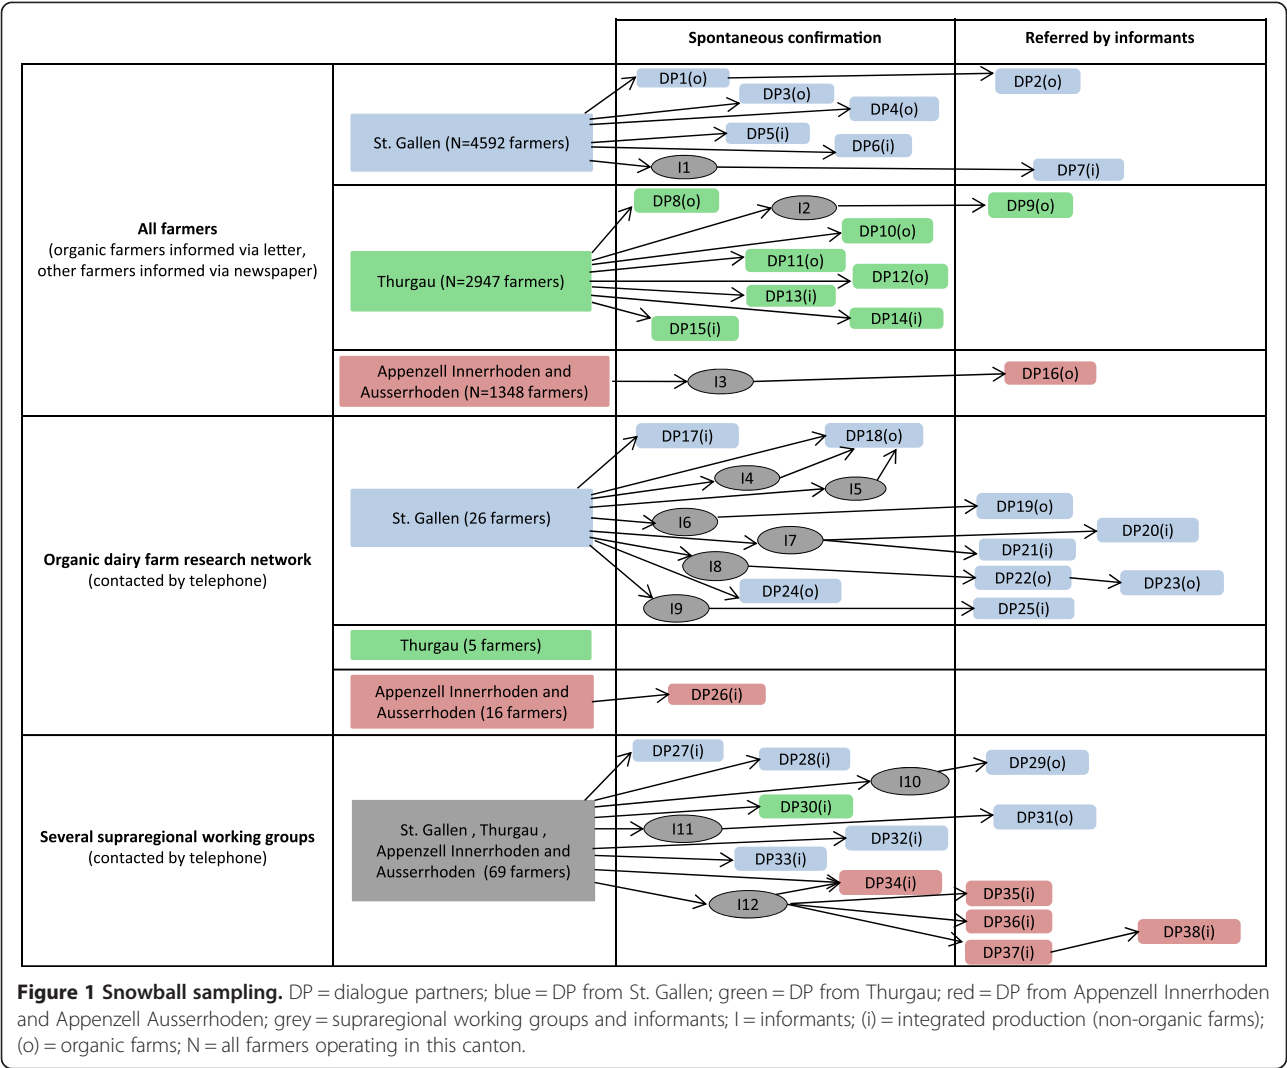 Spontaneous confirmation
Referred by informants
All farmers
(organic farmers informed via letter,
other farmers informed via newspaper)
St. Gallen (N=4592 farmers)
DP1(o)
DP2(o)
DP3(o)
DP4(o)
DP5(i)
DP6(i)
I1
DP7(i)
Thurgau (N=2947 farmers)
DP8(o)
I2
DP9(o)
DP10(o)
DP11(o)
DP12(o)
DP13(i)
DP14(i)
DP15(i)
Appenzell Innerrhoden and
Ausserrhoden (N=1348 farmers)
I3
DP16(o)
Organic dairy farm research network
(contacted by telephone)
St. Gallen (26 farmers)
DP17(i)
DP18(o)
I4
I5
I6
DP19(o)
I7
DP20(i)
DP21(i)
I8
DP22(o)
DP23(o)
DP24(o)
I9
DP25(i)
Thurgau (5 farmers)
Appenzell Innerrhoden and
Ausserrhoden (16 farmers)
DP26(i)
Several supraregional working groups
(contacted by telephone)
St. Gallen , Thurgau ,
Appenzell Innerrhoden and
Ausserrhoden (69 farmers)
DP27(i)
DP28(i)
I10
DP29(o)
DP30(i)
I11
DP31(o)
DP32(i)
DP33(i)
DP34(i)
I12
DP35(i)
DP36(i)
DP37(i)
DP38(i)
Figure 1 Snowball sampling. DP = dialogue partners; blue = DP from St. Gallen; green = DP from Thurgau; red = DP from Appenzell Innerrhoden
and Appenzell Ausserrhoden; grey = supraregional working groups and informants; I = informants; (i) = integrated production (non-organic farms);
(o) = organic farms; N = all farmers operating in this canton.